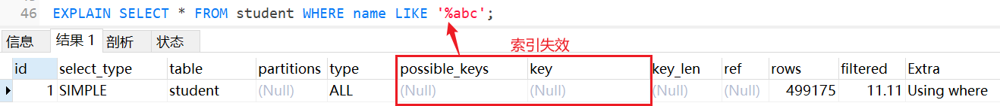 46 EXPLAIN SELECT * FROM student WHERE name LIKE '%abc';
信息 结果 1 剖析 状态
索引失效
id select_type table partitions type possible_keys key key_len ref rows filtered Extra
1 SIMPLE student (Null) ALL (Null) (Null) (Null) (Null) 499175 11.11 Using where